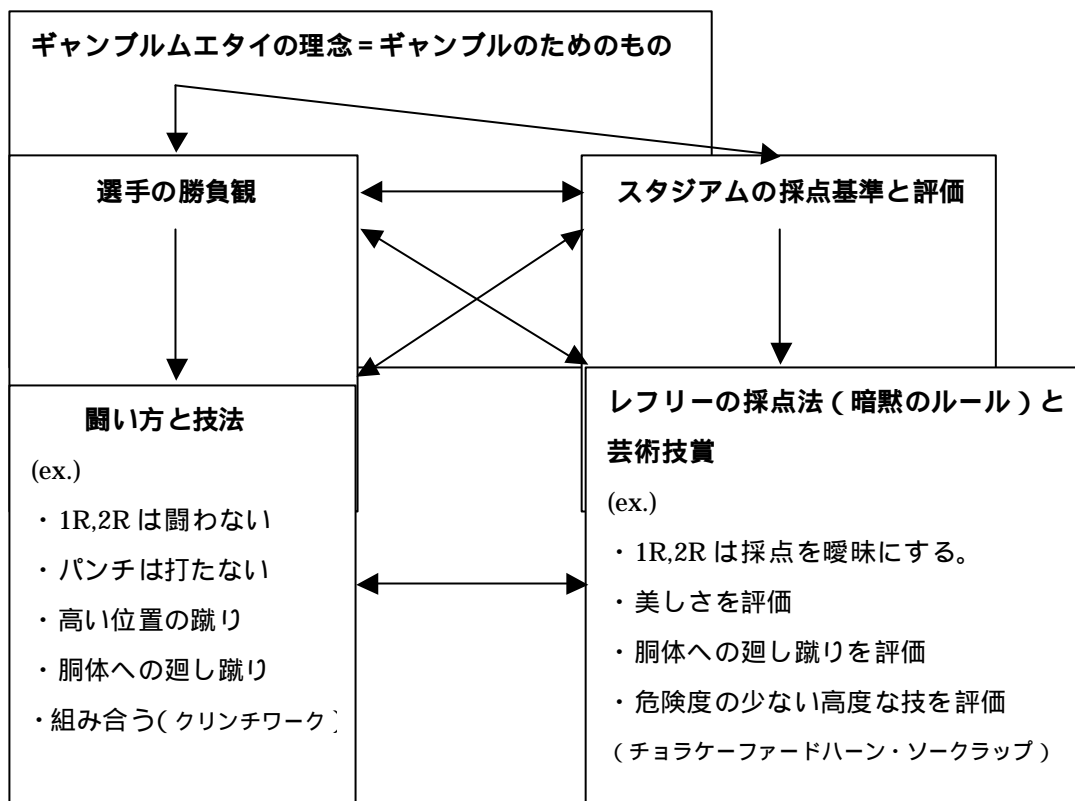 ギャンブルムエタイの理念=ギャンブルのためのもの
選手の勝負観
スタジアムの採点基準と評価
闘い方と技法
(ex.)
・1R,2Rは闘わない
・パンチは打たない
・高い位置の蹴り
・胴体への廻し蹴り
・組み合う(クリンチワーク)
レフリーの採点法(暗黙のルール)と
芸術技賞
(ex.)
・1R,2Rは採点を曖昧にする。
・美しさを評価
・胴体への廻し蹴りを評価
・危険度の少ない高度な技を評価
(チョラケーファードハーン・ソークラップ)